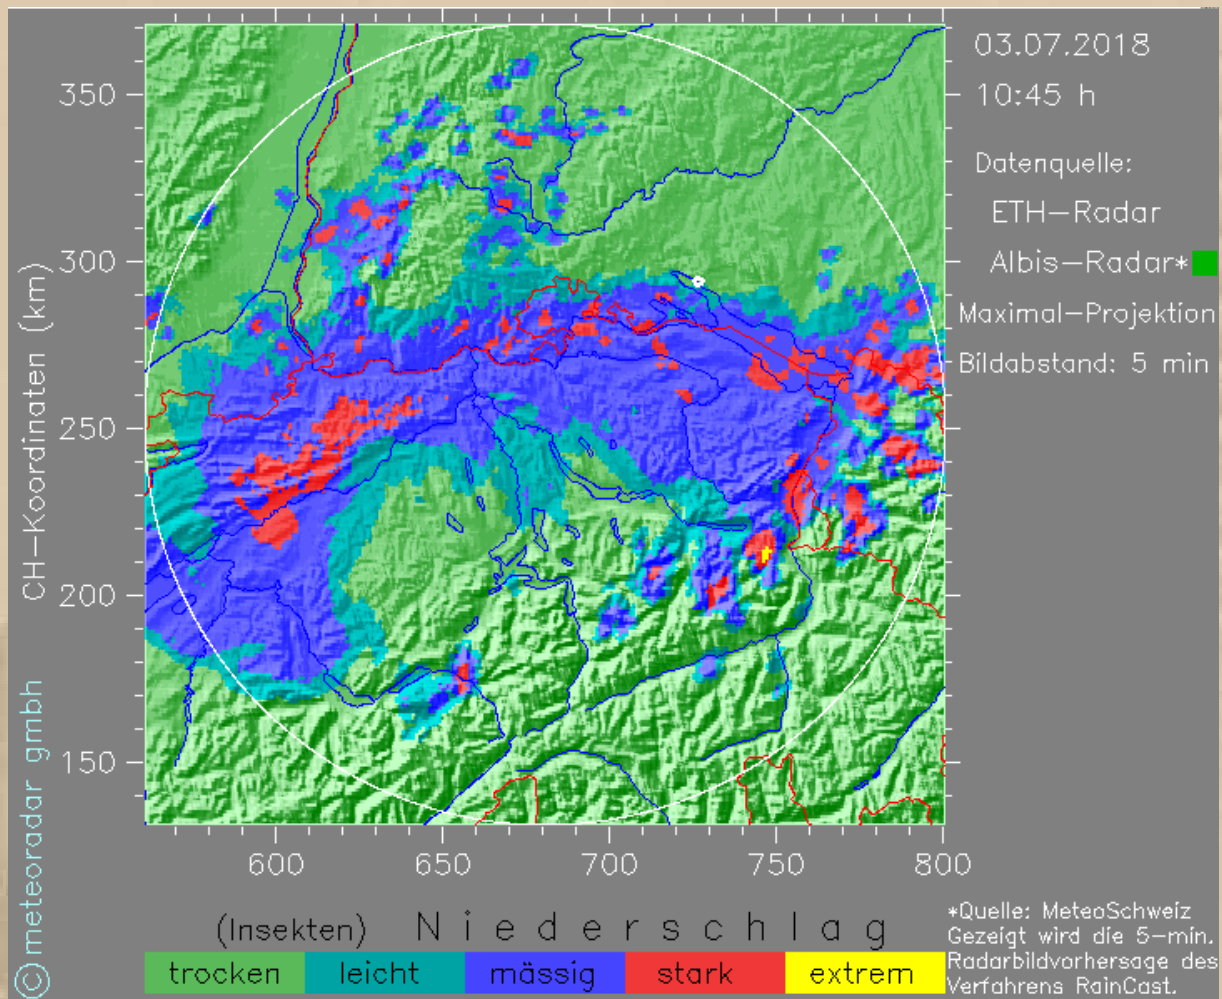 03.07.2018
10:45 h
Datenquelle:
ETH-Radar
Albis-Radar*
Maximal-Projektion
Bildabstand: 5 min
CH-Koordinaten (km)
350
300
250
200
150
600 650 700 750 800
© meteoradar gmbh
(Insekten) Niederschlag
trocken leicht mässig stark extrem
*Quelle: MeteoSchweiz
Gezeigt wird die 5-min.
Radarbildvorhersage des
Verfahrens RainCast.